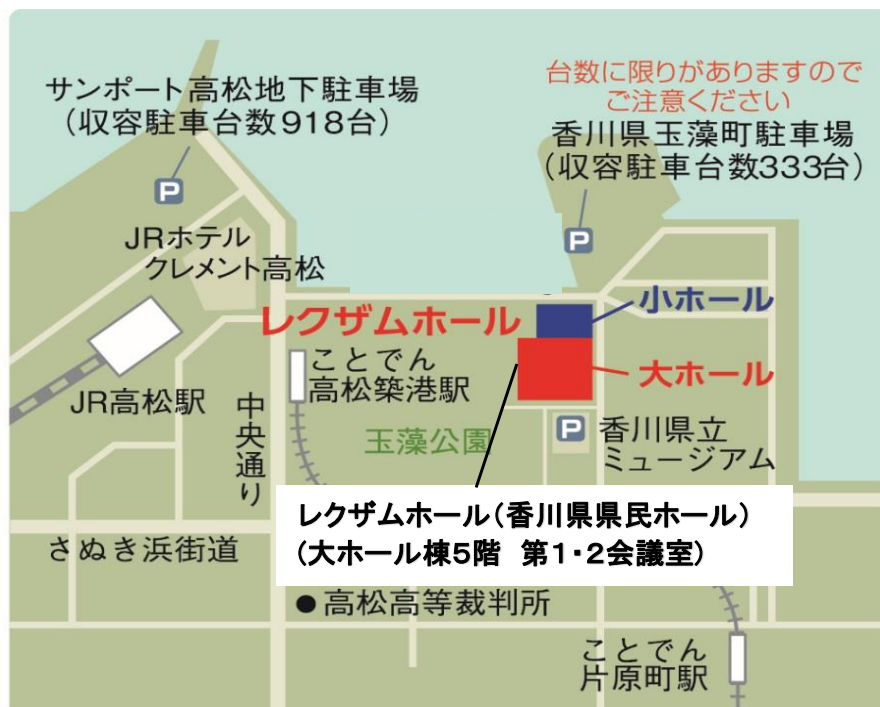 サンポート高松地下駐車場
(収容駐車台数918台)
P
台数に限りがありますので
ご注意ください
香川県玉藻町駐車場
(収容駐車台数333台)
P
JRホテル
クレメント高松
レクザムホール
小ホール
大ホール
ことでん
高松築港駅
JR高松駅
中央通り
玉藻公園
P
香川県立
ミュージアム
レクザムホール(香川県県民ホール)
(大ホール棟5階 第1・2会議室)
さぬき浜街道
●高松高等裁判所
ことでん
片原町駅